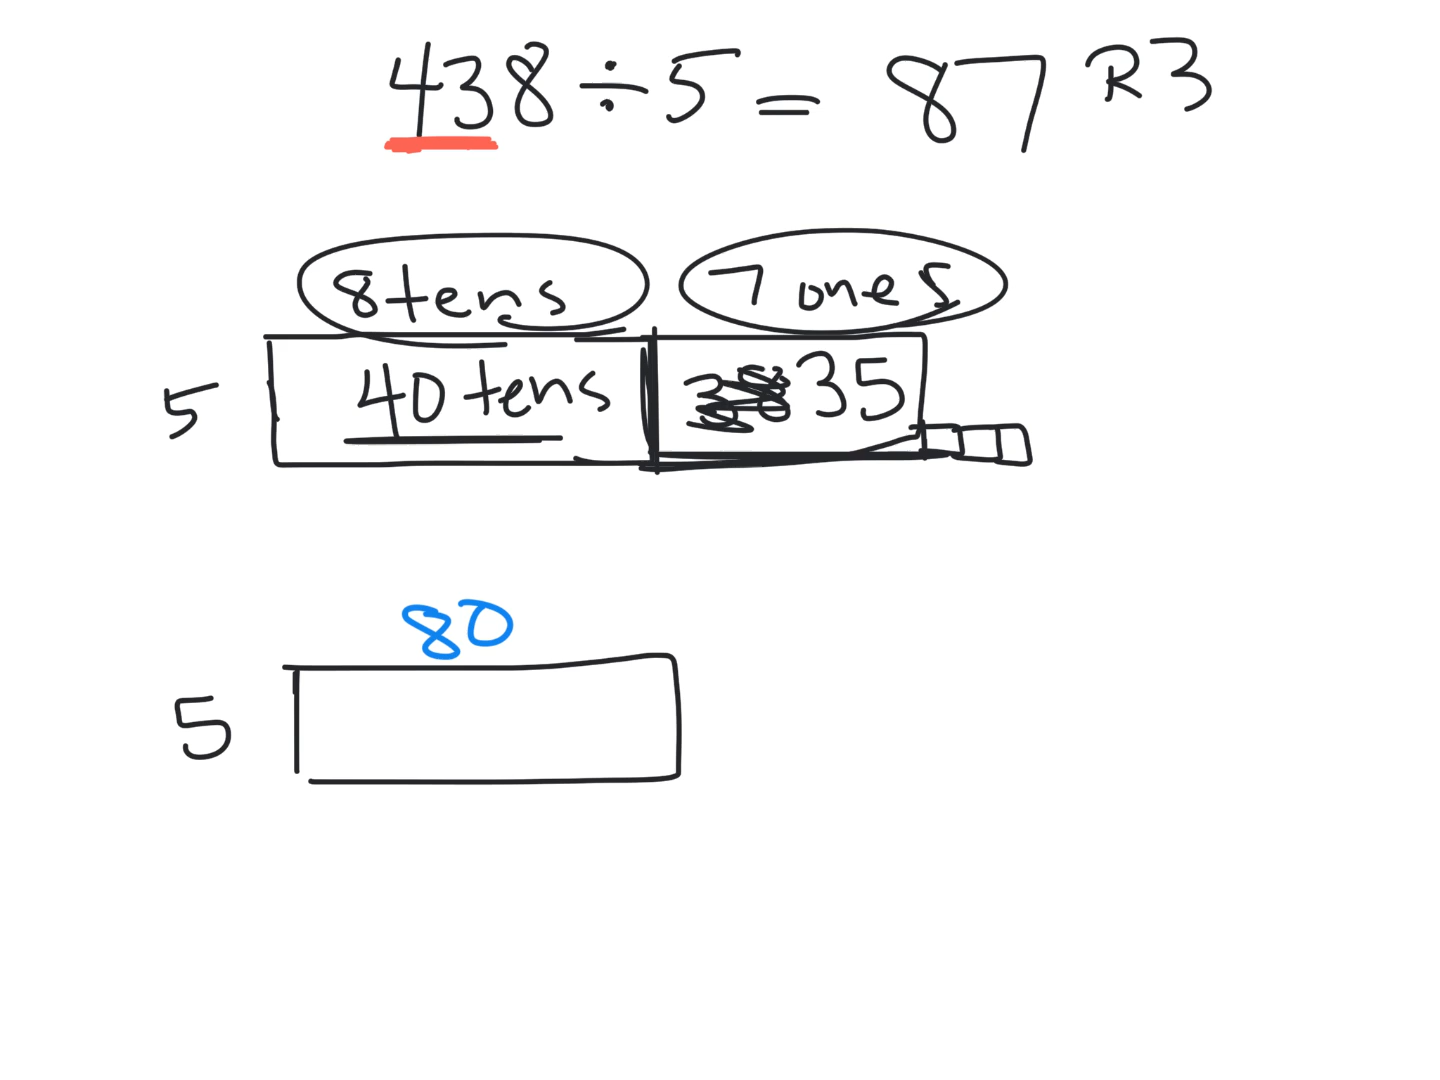 438 ÷ 5 = 87 R3
8 tens 7 ones
5 40 tens 35
80
5